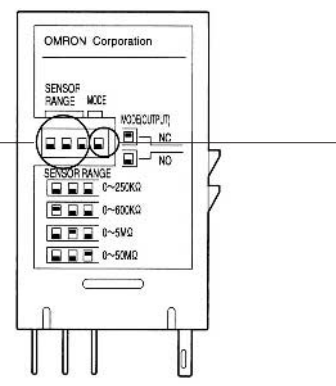 OMRON Corporation
SENSOR
RANGE MODE
MODE(OUTPUT)
NC
NO
SENSOR RANGE
0~250KΩ
0~600KΩ
0~5MΩ
0~50MΩ